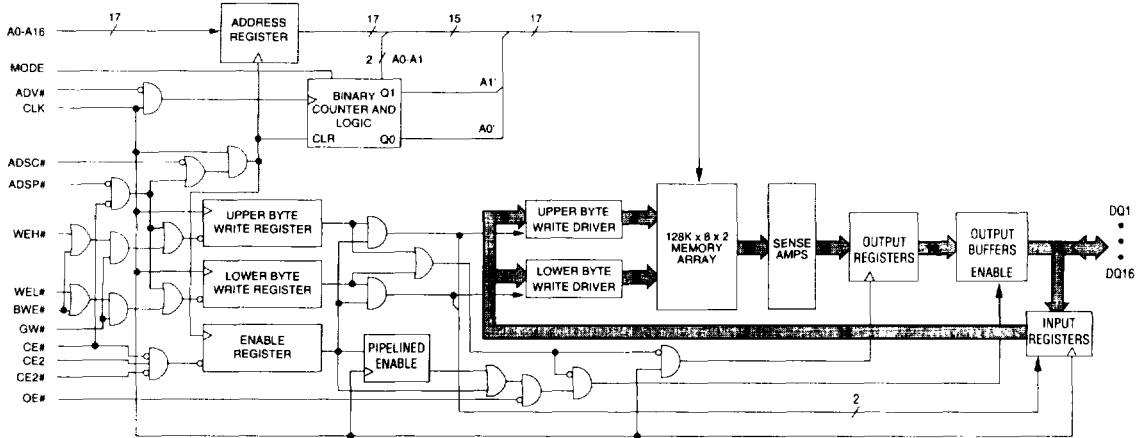 A0-A16
17
ADDRESS
REGISTER
17
15
17
2
A0-A1
MODE
ADV#
CLK
BINARY
COUNTER AND
LOGIC
Q1
CLR
Q0
A1'
A0'
ADSC#
ADSP#
WEH#
UPPER BYTE
WRITE REGISTER
LOWER BYTE
WRITE REGISTER
WEL#
BWE#
GW#
CE#
CE2
CE2#
OE#
ENABLE
REGISTER
PIPELINED
ENABLE
UPPER BYTE
WRITE DRIVER
LOWER BYTE
WRITE DRIVER
128K x 8 x 2
MEMORY
ARRAY
SENSE
AMPS
OUTPUT
REGISTERS
OUTPUT
BUFFERS
ENABLE
DQ1
DQ16
INPUT
REGISTERS
2